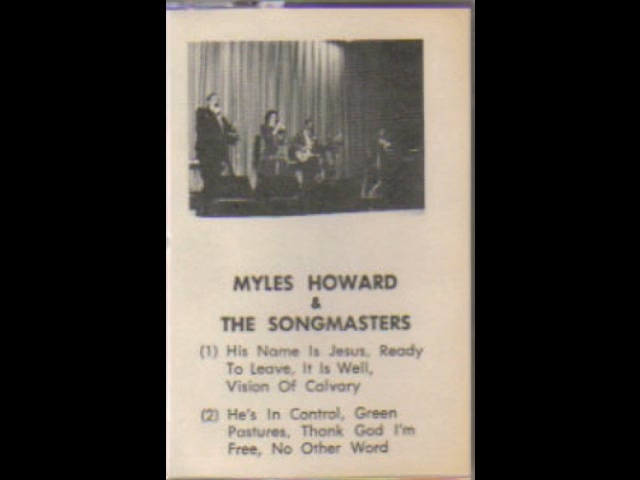 MYLES HOWARD
&
THE SONGMASTERS
(1) His Name Is Jesus, Ready
To Leave, It Is Well,
Vision Of Calvary
(2) He's In Control, Green
Pastures, Thank God I'm
Free, No Other Word